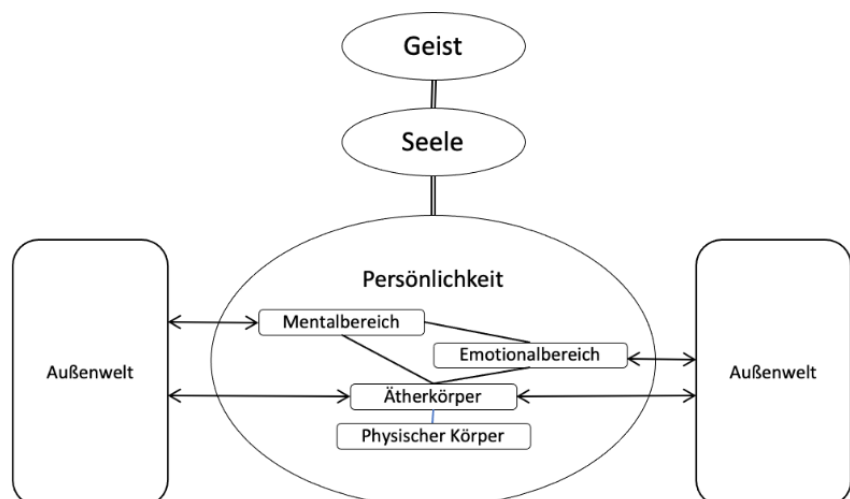 Geist
Seele
Persönlichkeit
Mentalbereich
Emotionalbereich
Außenwelt
Außenwelt
Ätherkörper
Physischer Körper